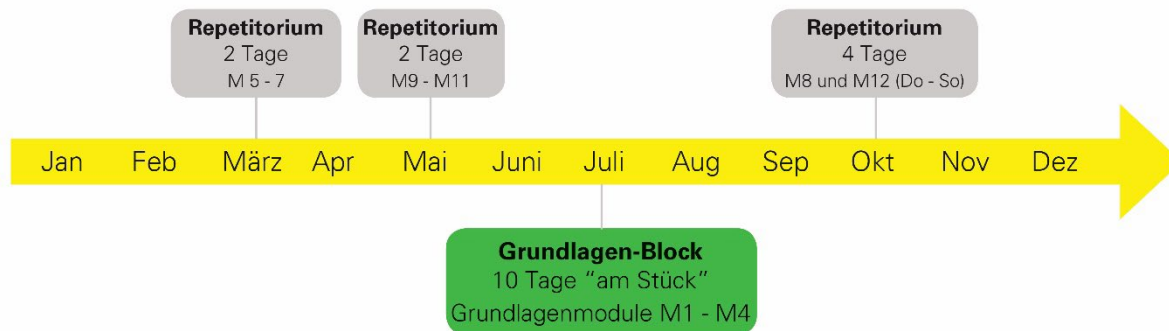 Repetitorium
2 Tage
M 5 - 7
Repetitorium
2 Tage
M9 - M11
Repetitorium
4 Tage
M8 und M12 (Do - So)
Jan Feb März Apr Mai Juni Juli Aug Sep Okt Nov Dez
Grundlagen-Block
10 Tage “am Stück”
Grundlagenmodule M1 - M4